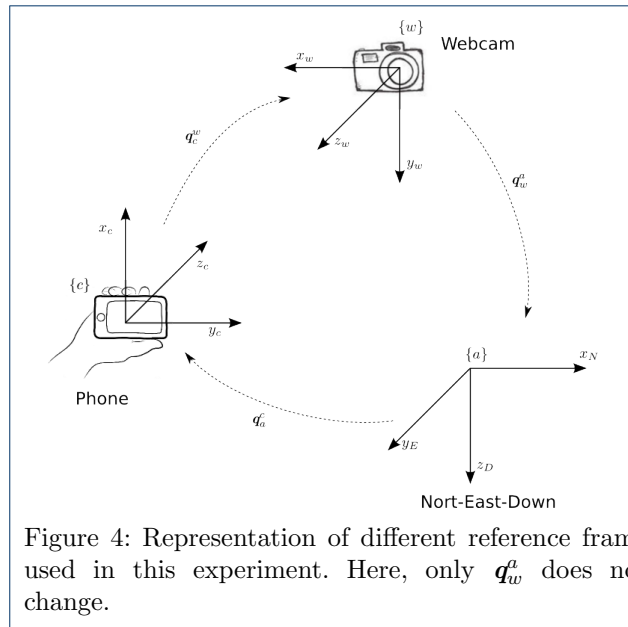 {w}
Webcam
x_w
z_w
y_w
q_c^w
q_w^a
x_c
z_c
{c}
y_c
Phone
{a}
x_N
y_E
z_D
q_a^c
Nort-East-Down
Figure 4: Representation of different reference fram
used in this experiment. Here, only q_w^a does no
change.